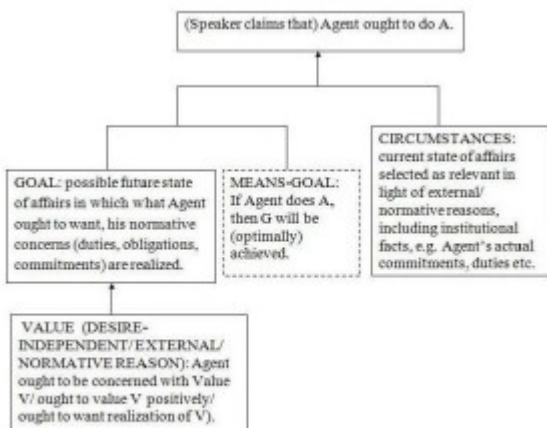 (Speaker claims that) Agent ought to do A.
GOAL: possible future state
of affairs in which what Agent
ought to want, his normative
concerns (duties, obligations,
commitments) are realized.
MEANS-GOAL:
If Agent does A,
then G will be
(optimally)
achieved.
CIRCUMSTANCES:
current state of affairs
selected as relevant in
light of external/
normative reasons,
including institutional
facts, e.g. Agent's actual
commitments, duties etc.
VALUE (DESIRE-
INDEPENDENT/ EXTERNAL/
NORMATIVE REASON): Agent
ought to be concerned with Value
V/ ought to value V positively/
ought to want realization of V).